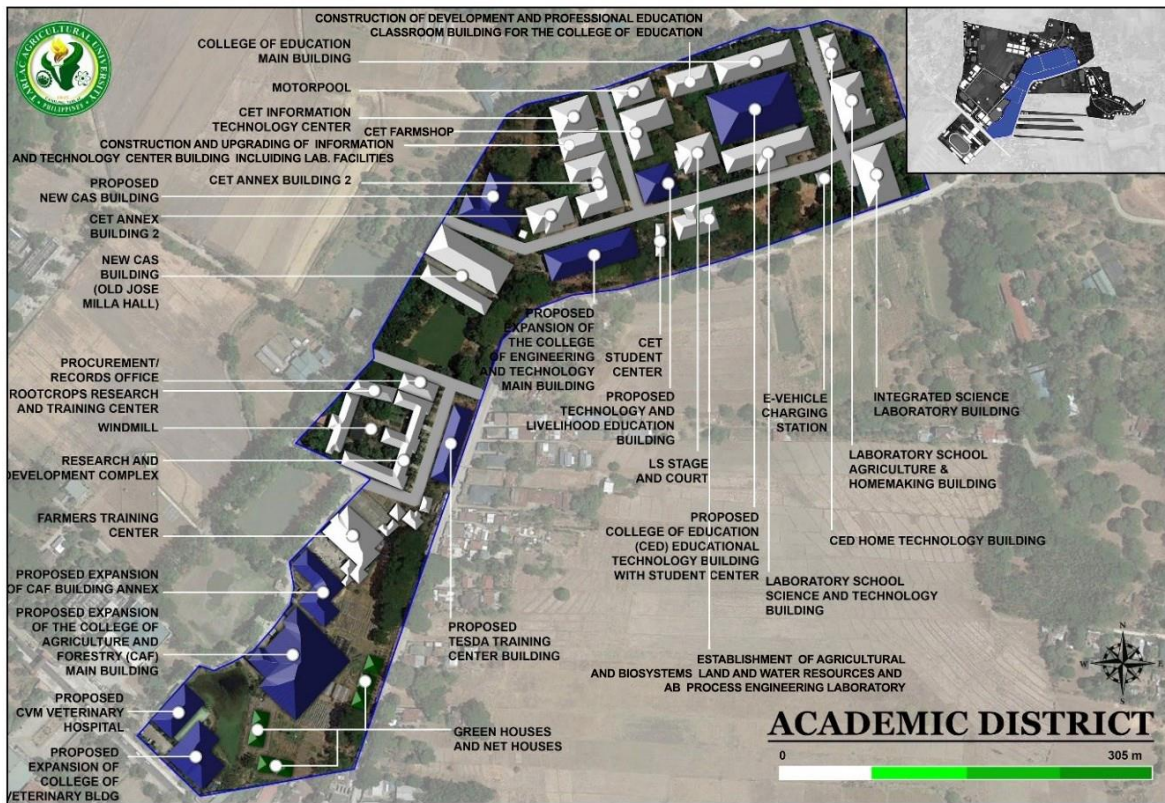 TARLAC AGRICULTURAL UNIVERSITY
PHILIPPINES
CONSTRUCTION OF DEVELOPMENT AND PROFESSIONAL EDUCATION
CLASSROOM BUILDING FOR THE COLLEGE OF EDUCATION
COLLEGE OF EDUCATION
MAIN BUILDING
MOTORPOOL
CET INFORMATION
TECHNOLOGY CENTER
CET FARMSHOP
CONSTRUCTION AND UPGRADING OF INFORMATION
AND TECHNOLOGY CENTER BUILDING INCLUDING LAB. FACILITIES
CET ANNEX BUILDING 2
PROPOSED
NEW CAS BUILDING
CET ANNEX
BUILDING 2
NEW CAS
BUILDING
(OLD JOSE
MILLA HALL)
PROCUREMENT/
RECORDS OFFICE
ROOTCROPS RESEARCH
AND TRAINING CENTER
WINDMILL
RESEARCH AND
DEVELOPMENT COMPLEX
FARMERS TRAINING
CENTER
PROPOSED EXPANSION
OF CAF BUILDING ANNEX
PROPOSED EXPANSION
OF THE COLLEGE OF
AGRICULTURE AND
FORESTRY (CAF)
MAIN BUILDING
PROPOSED
CVM VETERINARY
HOSPITAL
PROPOSED
EXPANSION OF
COLLEGE OF
VETERINARY BLDG
GREEN HOUSES
AND NET HOUSES
PROPOSED
TESDA TRAINING
CENTER BUILDING
PROPOSED
EXPANSION OF
THE COLLEGE
OF ENGINEERING
AND TECHNOLOGY
MAIN BUILDING
CET
STUDENT
CENTER
PROPOSED
TECHNOLOGY AND
LIVELIHOOD EDUCATION
BUILDING
LS STAGE
AND COURT
PROPOSED
COLLEGE OF EDUCATION
(CED) EDUCATIONAL
TECHNOLOGY BUILDING
WITH STUDENT CENTER
E-VEHICLE
CHARGING
STATION
INTEGRATED SCIENCE
LABORATORY BUILDING
LABORATORY SCHOOL
AGRICULTURE &
HOMEMAKING BUILDING
CED HOME TECHNOLOGY BUILDING
LABORATORY SCHOOL
SCIENCE AND TECHNOLOGY
BUILDING
ESTABLISHMENT OF AGRICULTURAL
AND BIOSYSTEMS LAND AND WATER RESOURCES AND
AB PROCESS ENGINEERING LABORATORY
N
W
E
S
ACADEMIC DISTRICT
0
305 m